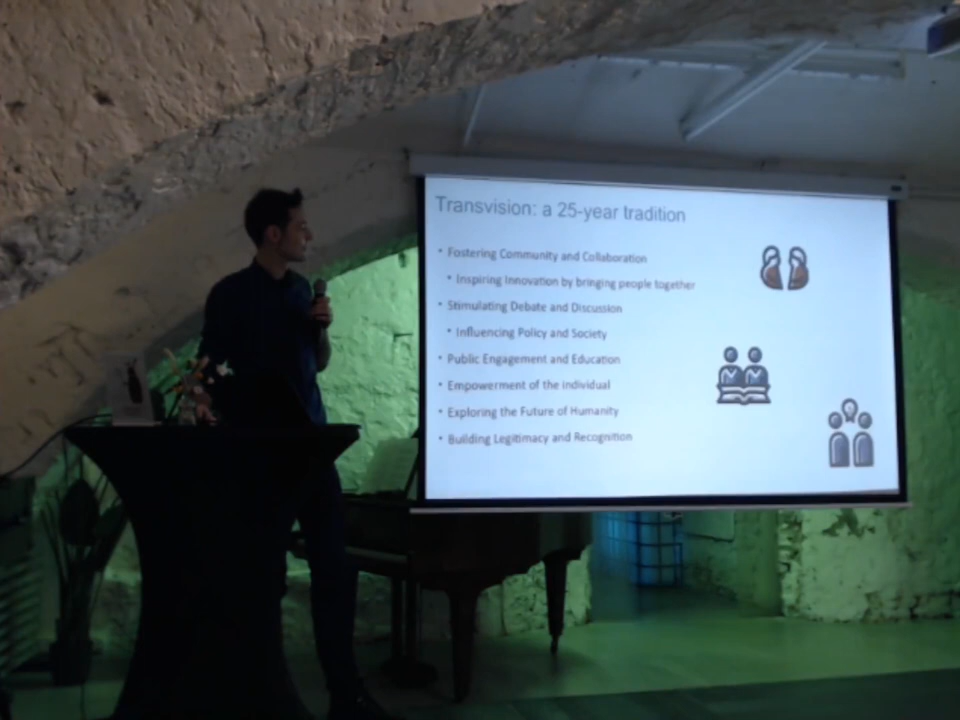 Transvision: a 25-year tradition
• Fostering Community and Collaboration
• Inspiring Innovation by bringing people together
• Stimulating Debate and Discussion
• Influencing Policy and Society
• Public Engagement and Education
• Empowerment of the Individual
• Exploring the Future of Humanity
• Building Legitimacy and Recognition